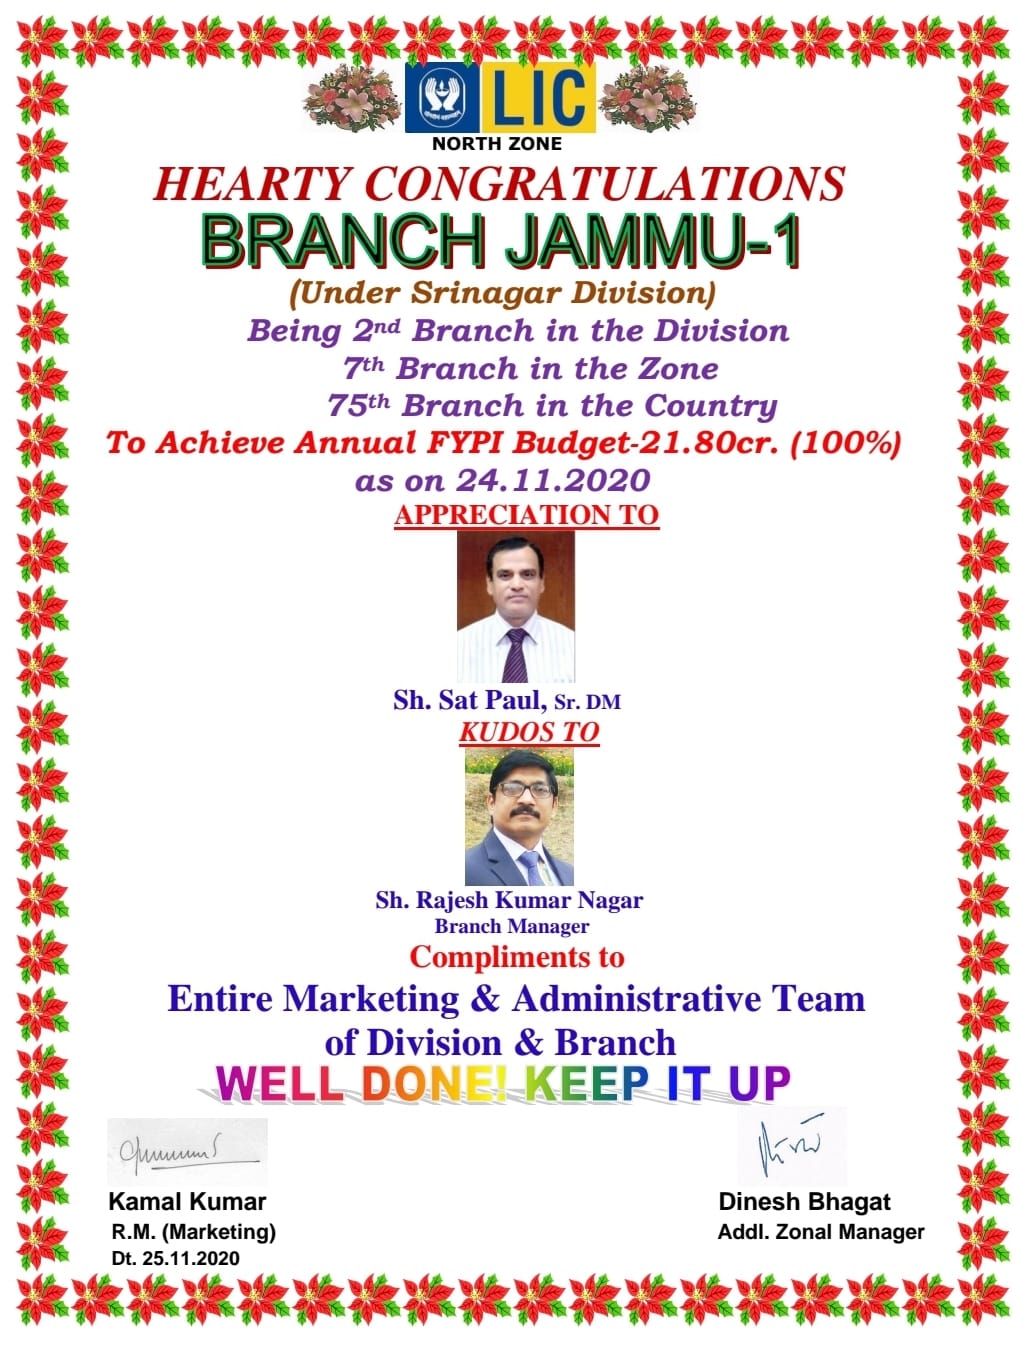 LIC
NORTH ZONE
HEARTY CONGRATULATIONS
BRANCH JAMMU-1
(Under Srinagar Division)
Being 2nd Branch in the Division
7th Branch in the Zone
75th Branch in the Country
To Achieve Annual FYPI Budget-21.80cr. (100%)
as on 24.11.2020
APPRECIATION TO
Sh. Sat Paul, Sr. DM
KUDOS TO
Sh. Rajesh Kumar Nagar
Branch Manager
Compliments to
Entire Marketing & Administrative Team
of Division & Branch
WELL DONE! KEEP IT UP
Kamal Kumar
Dinesh Bhagat
R.M. (Marketing)
Addl. Zonal Manager
Dt. 25.11.2020